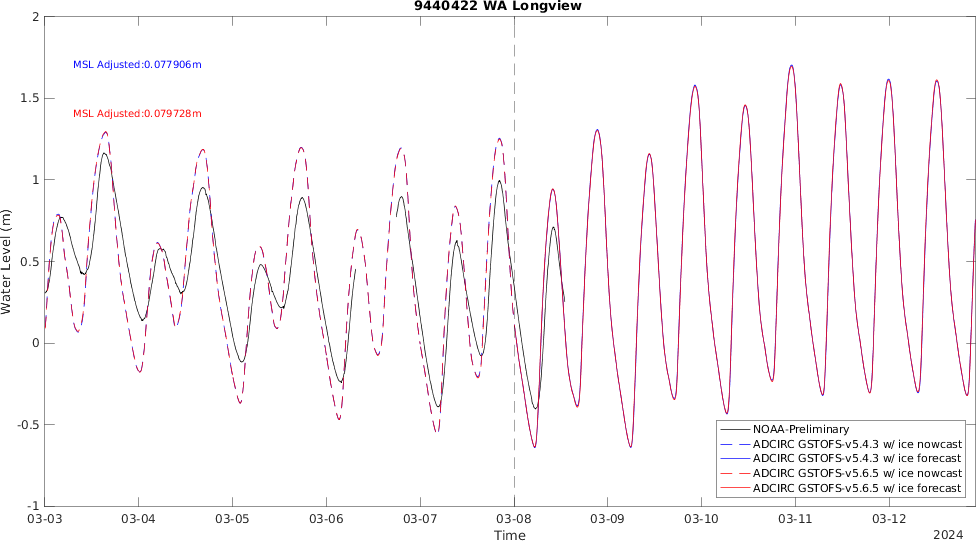 9440422 WA Longview
2
MSL Adjusted:0.077906m
1.5
MSL Adjusted:0.079728m
1
Water Level (m)
0.5
0
-0.5
-1
NOAA-Preliminary
ADCIRC GSTOFS-v5.4.3 w/ ice nowcast
ADCIRC GSTOFS-v5.4.3 w/ ice forecast
ADCIRC GSTOFS-v5.6.5 w/ ice nowcast
ADCIRC GSTOFS-v5.6.5 w/ ice forecast
03-03 03-04 03-05 03-06 03-07 03-08 03-09 03-10 03-11 03-12
Time
2024